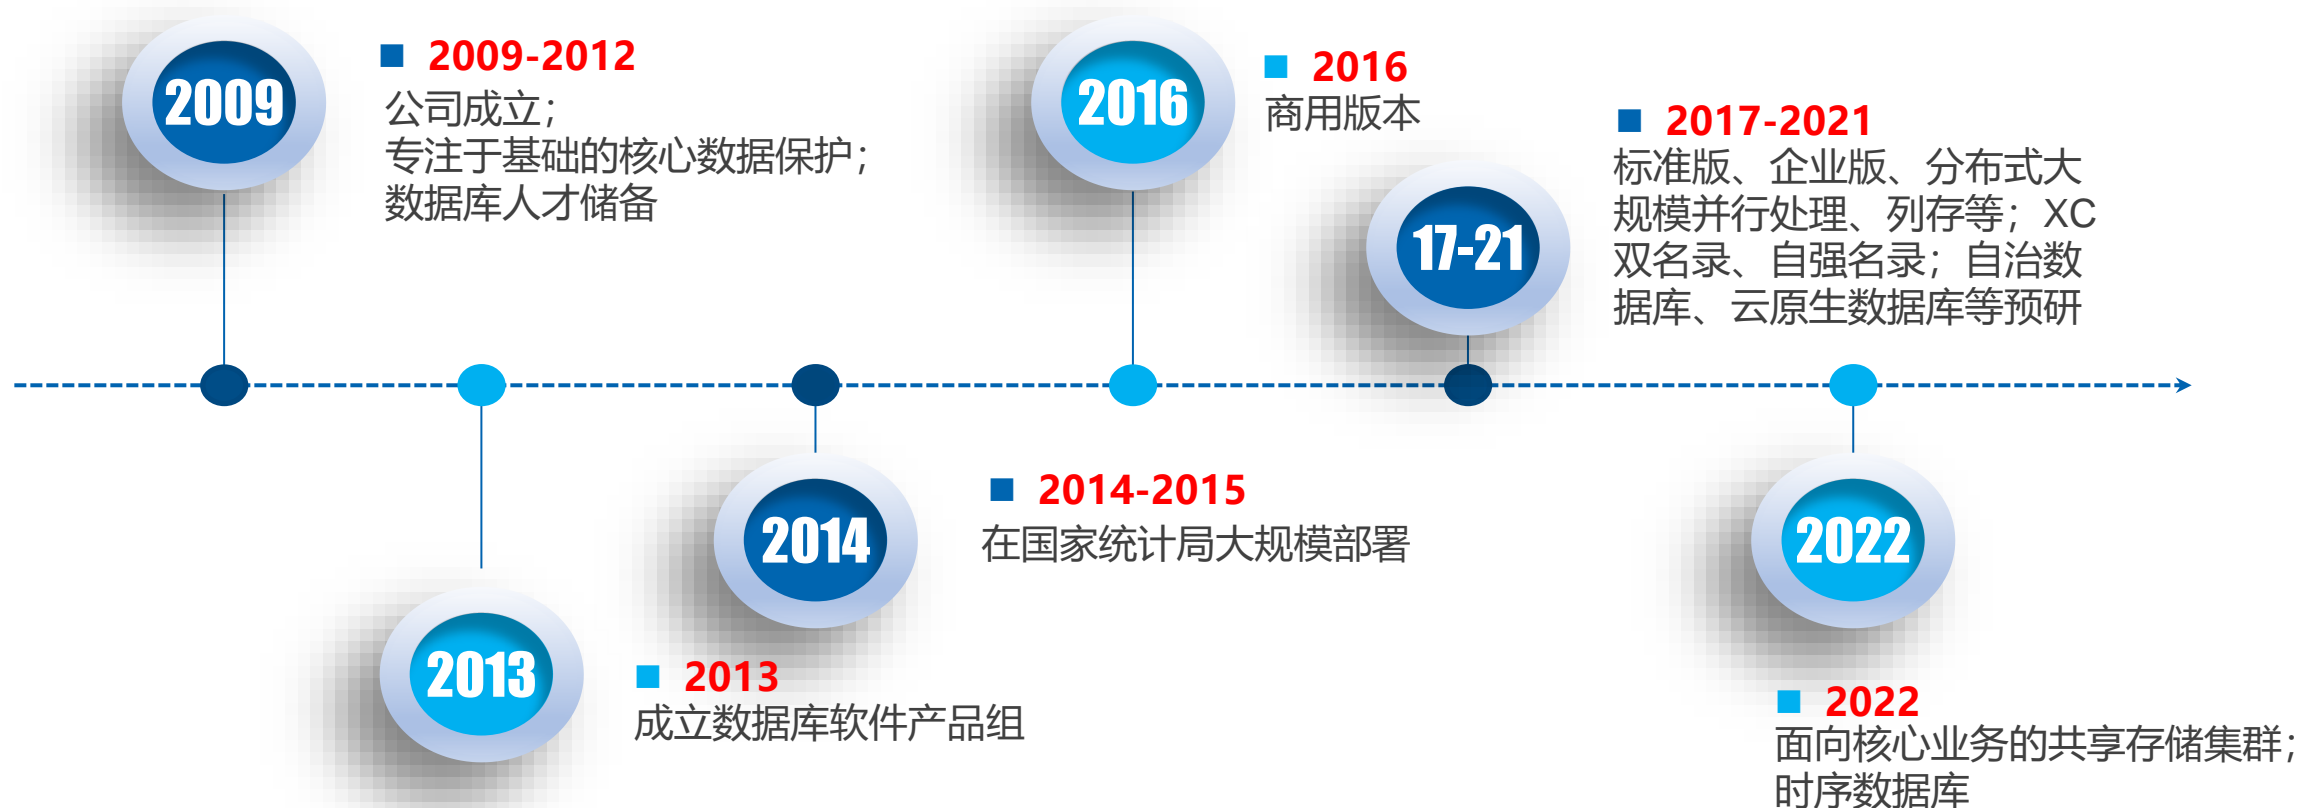 2009
2009-2012
公司成立；
专注于基础的核心数据保护；
数据库人才储备
2013
2013
成立数据库软件产品组
2014
2014-2015
在国家统计局大规模部署
2016
2016
商用版本
17-21
2017-2021
标准版、企业版、分布式大
规模并行处理、列存等；XC
双名录、自强名录；自治数
据库、云原生数据库等预研
2022
2022
面向核心业务的共享存储集群；
时序数据库